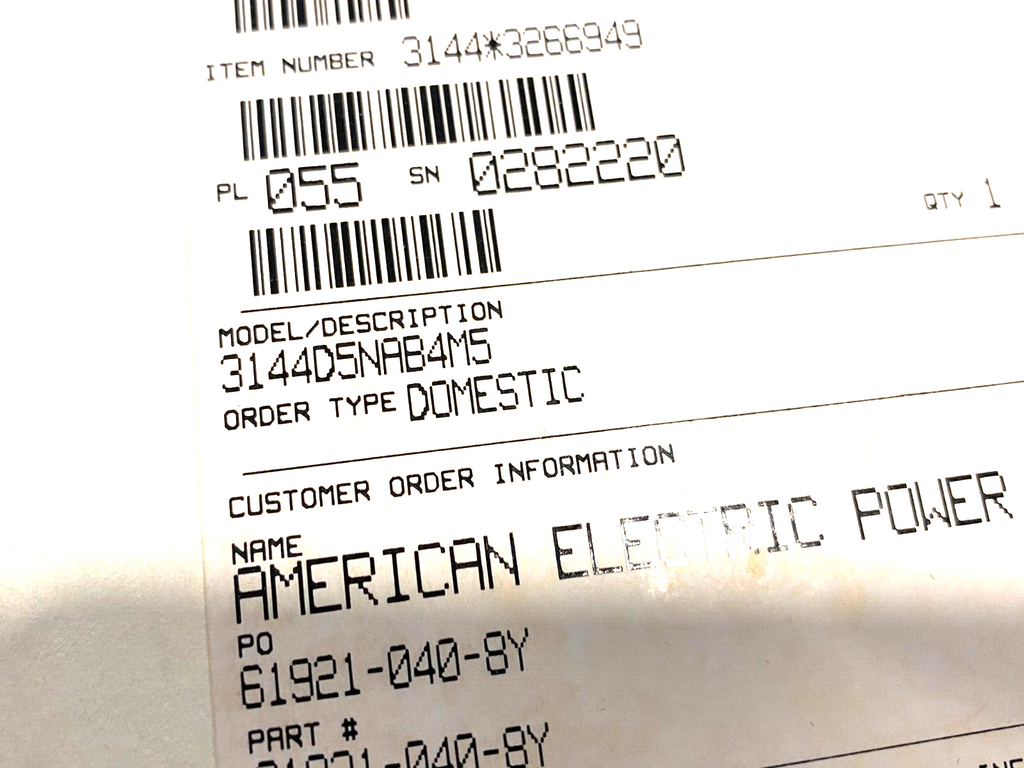 ITEM NUMBER 3144*3266949
PL 055 SN 0282220
QTY 1
MODEL/DESCRIPTION
3144D5NAB4M5
ORDER TYPE DOMESTIC
CUSTOMER ORDER INFORMATION
NAME
AMERICAN ELECTRIC POWER
PO
61921-040-8Y
PART #